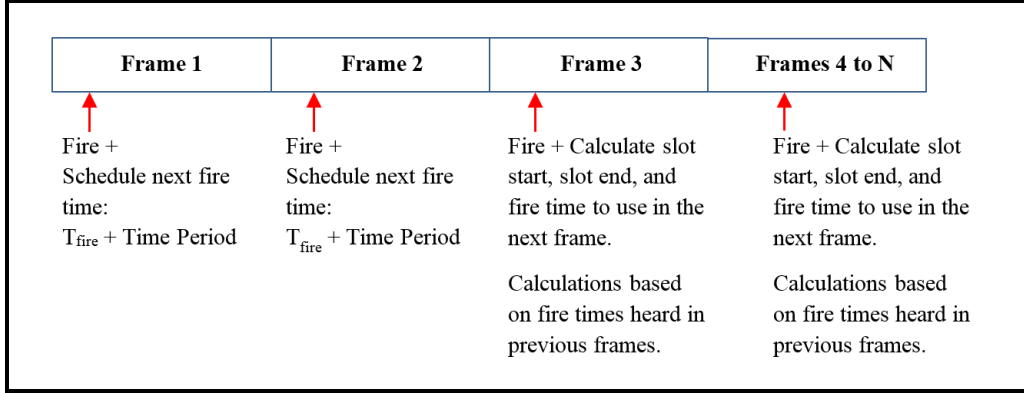 Frame 1
Frame 2
Frame 3
Frames 4 to N
Fire +
Schedule next fire
time:
Tfire + Time Period
Fire +
Schedule next fire
time:
Tfire + Time Period
Fire + Calculate slot
start, slot end, and
fire time to use in the
next frame.
Calculations based
on fire times heard in
previous frames.
Fire + Calculate slot
start, slot end, and
fire time to use in the
next frame.
Calculations based
on fire times heard in
previous frames.